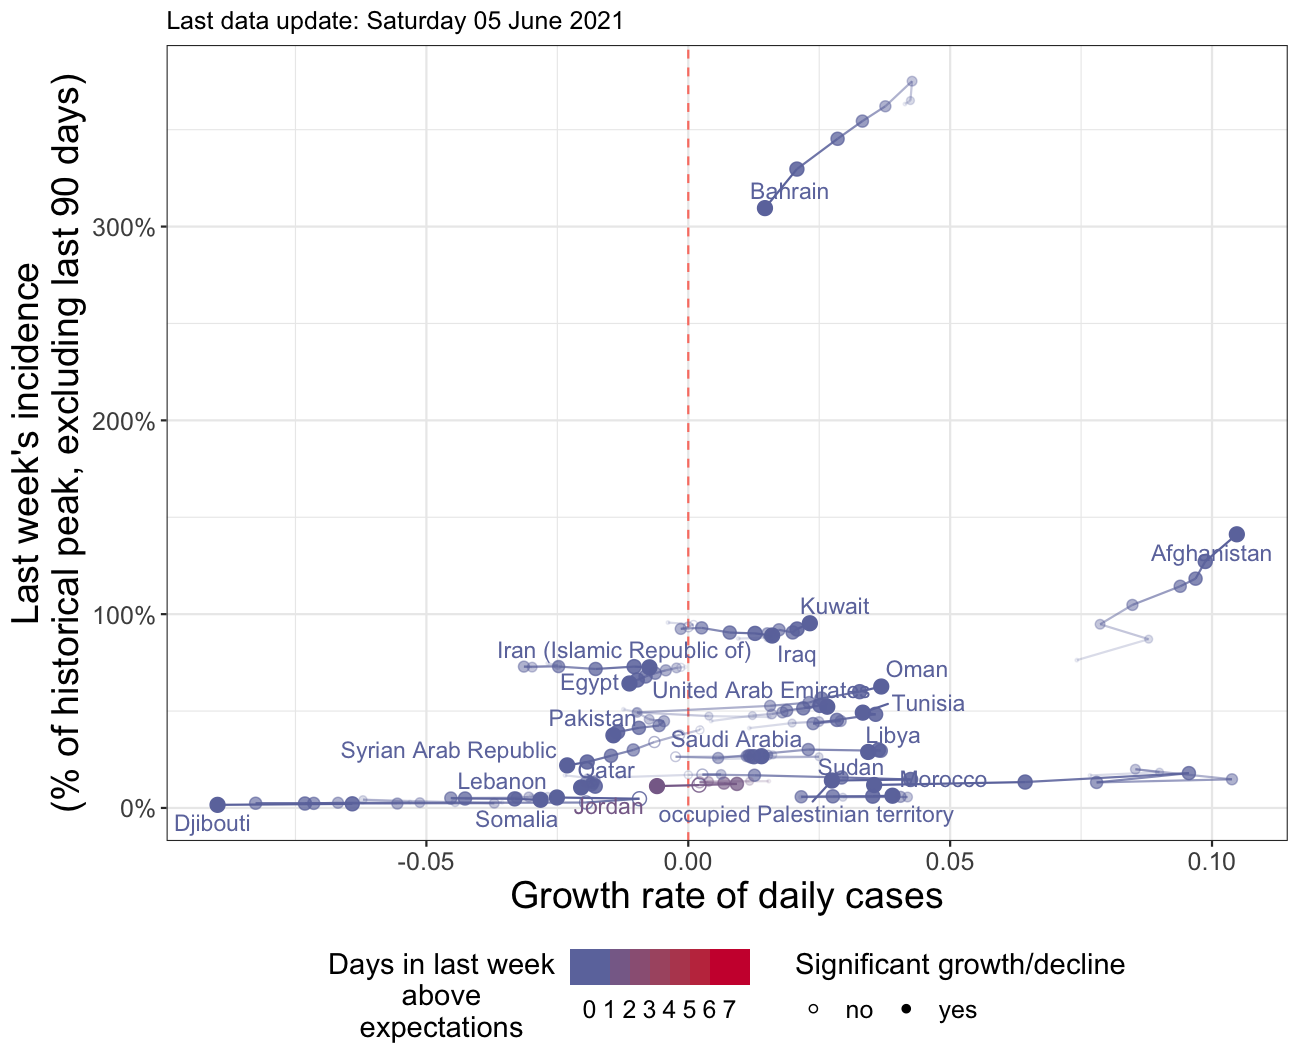 Last data update: Saturday 05 June 2021
Last week's incidence
(% of historical peak, excluding last 90 days)
300%
200%
100%
0%
Bahrain
Afghanistan
Kuwait
Iran (Islamic Republic of)
Iraq
Oman
Egypt
United Arab Emirates
Tunisia
Pakistan
Libya
Saudi Arabia
Syrian Arab Republic
Qatar
Sudan
Lebanon
Morocco
Jordan
occupied Palestinian territory
Somalia
Djibouti
-0.05
0.00
0.05
0.10
Growth rate of daily cases
Days in last week
above
expectations
0 1 2 3 4 5 6 7
Significant growth/decline
no
yes